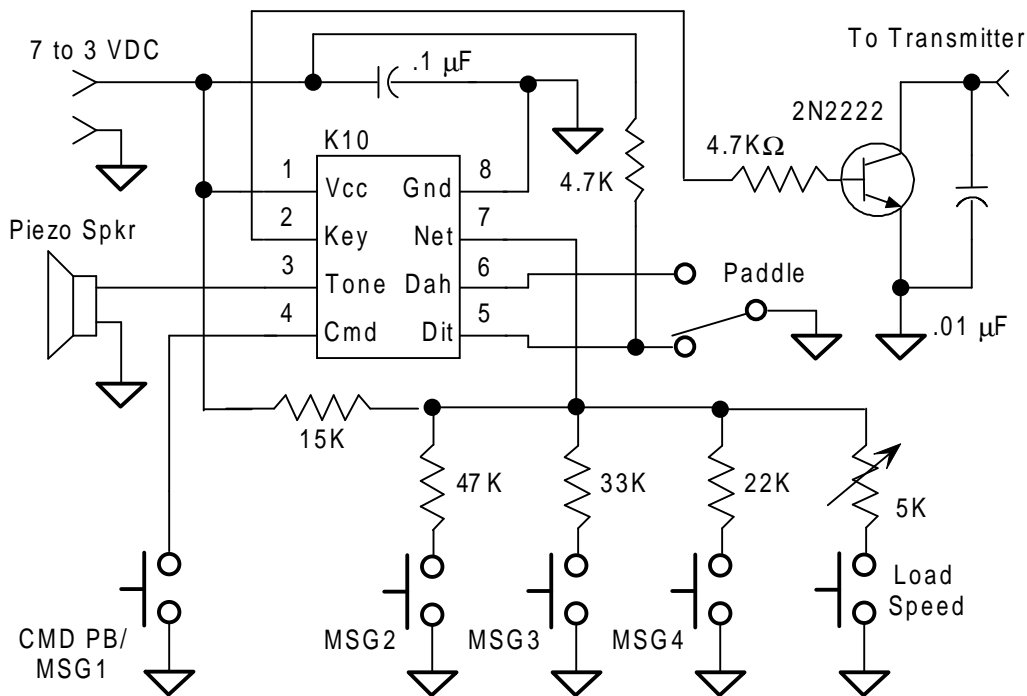 7 to 3 VDC
.1 µF
To Transmitter
2N2222
4.7KΩ
4.7K
K10
1
Vcc
Gnd
8
2
Key
Net
7
Piezo Spkr
3
Tone
Dah
6
Paddle
4
Cmd
Dit
5
.01 µF
15K
47K
33K
22K
5K
Load
Speed
CMD PB/
MSG1
MSG2
MSG3
MSG4